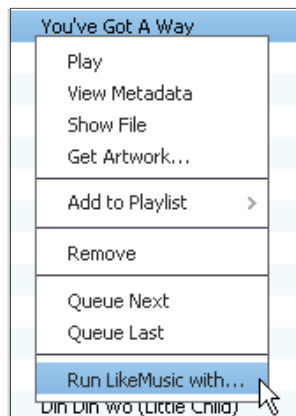 You've Got A Way
Play
View Metadata
Show File
Get Artwork...
Add to Playlist >
Remove
Queue Next
Queue Last
Run LikeMusic with...
Din Din Wo (Little Child)